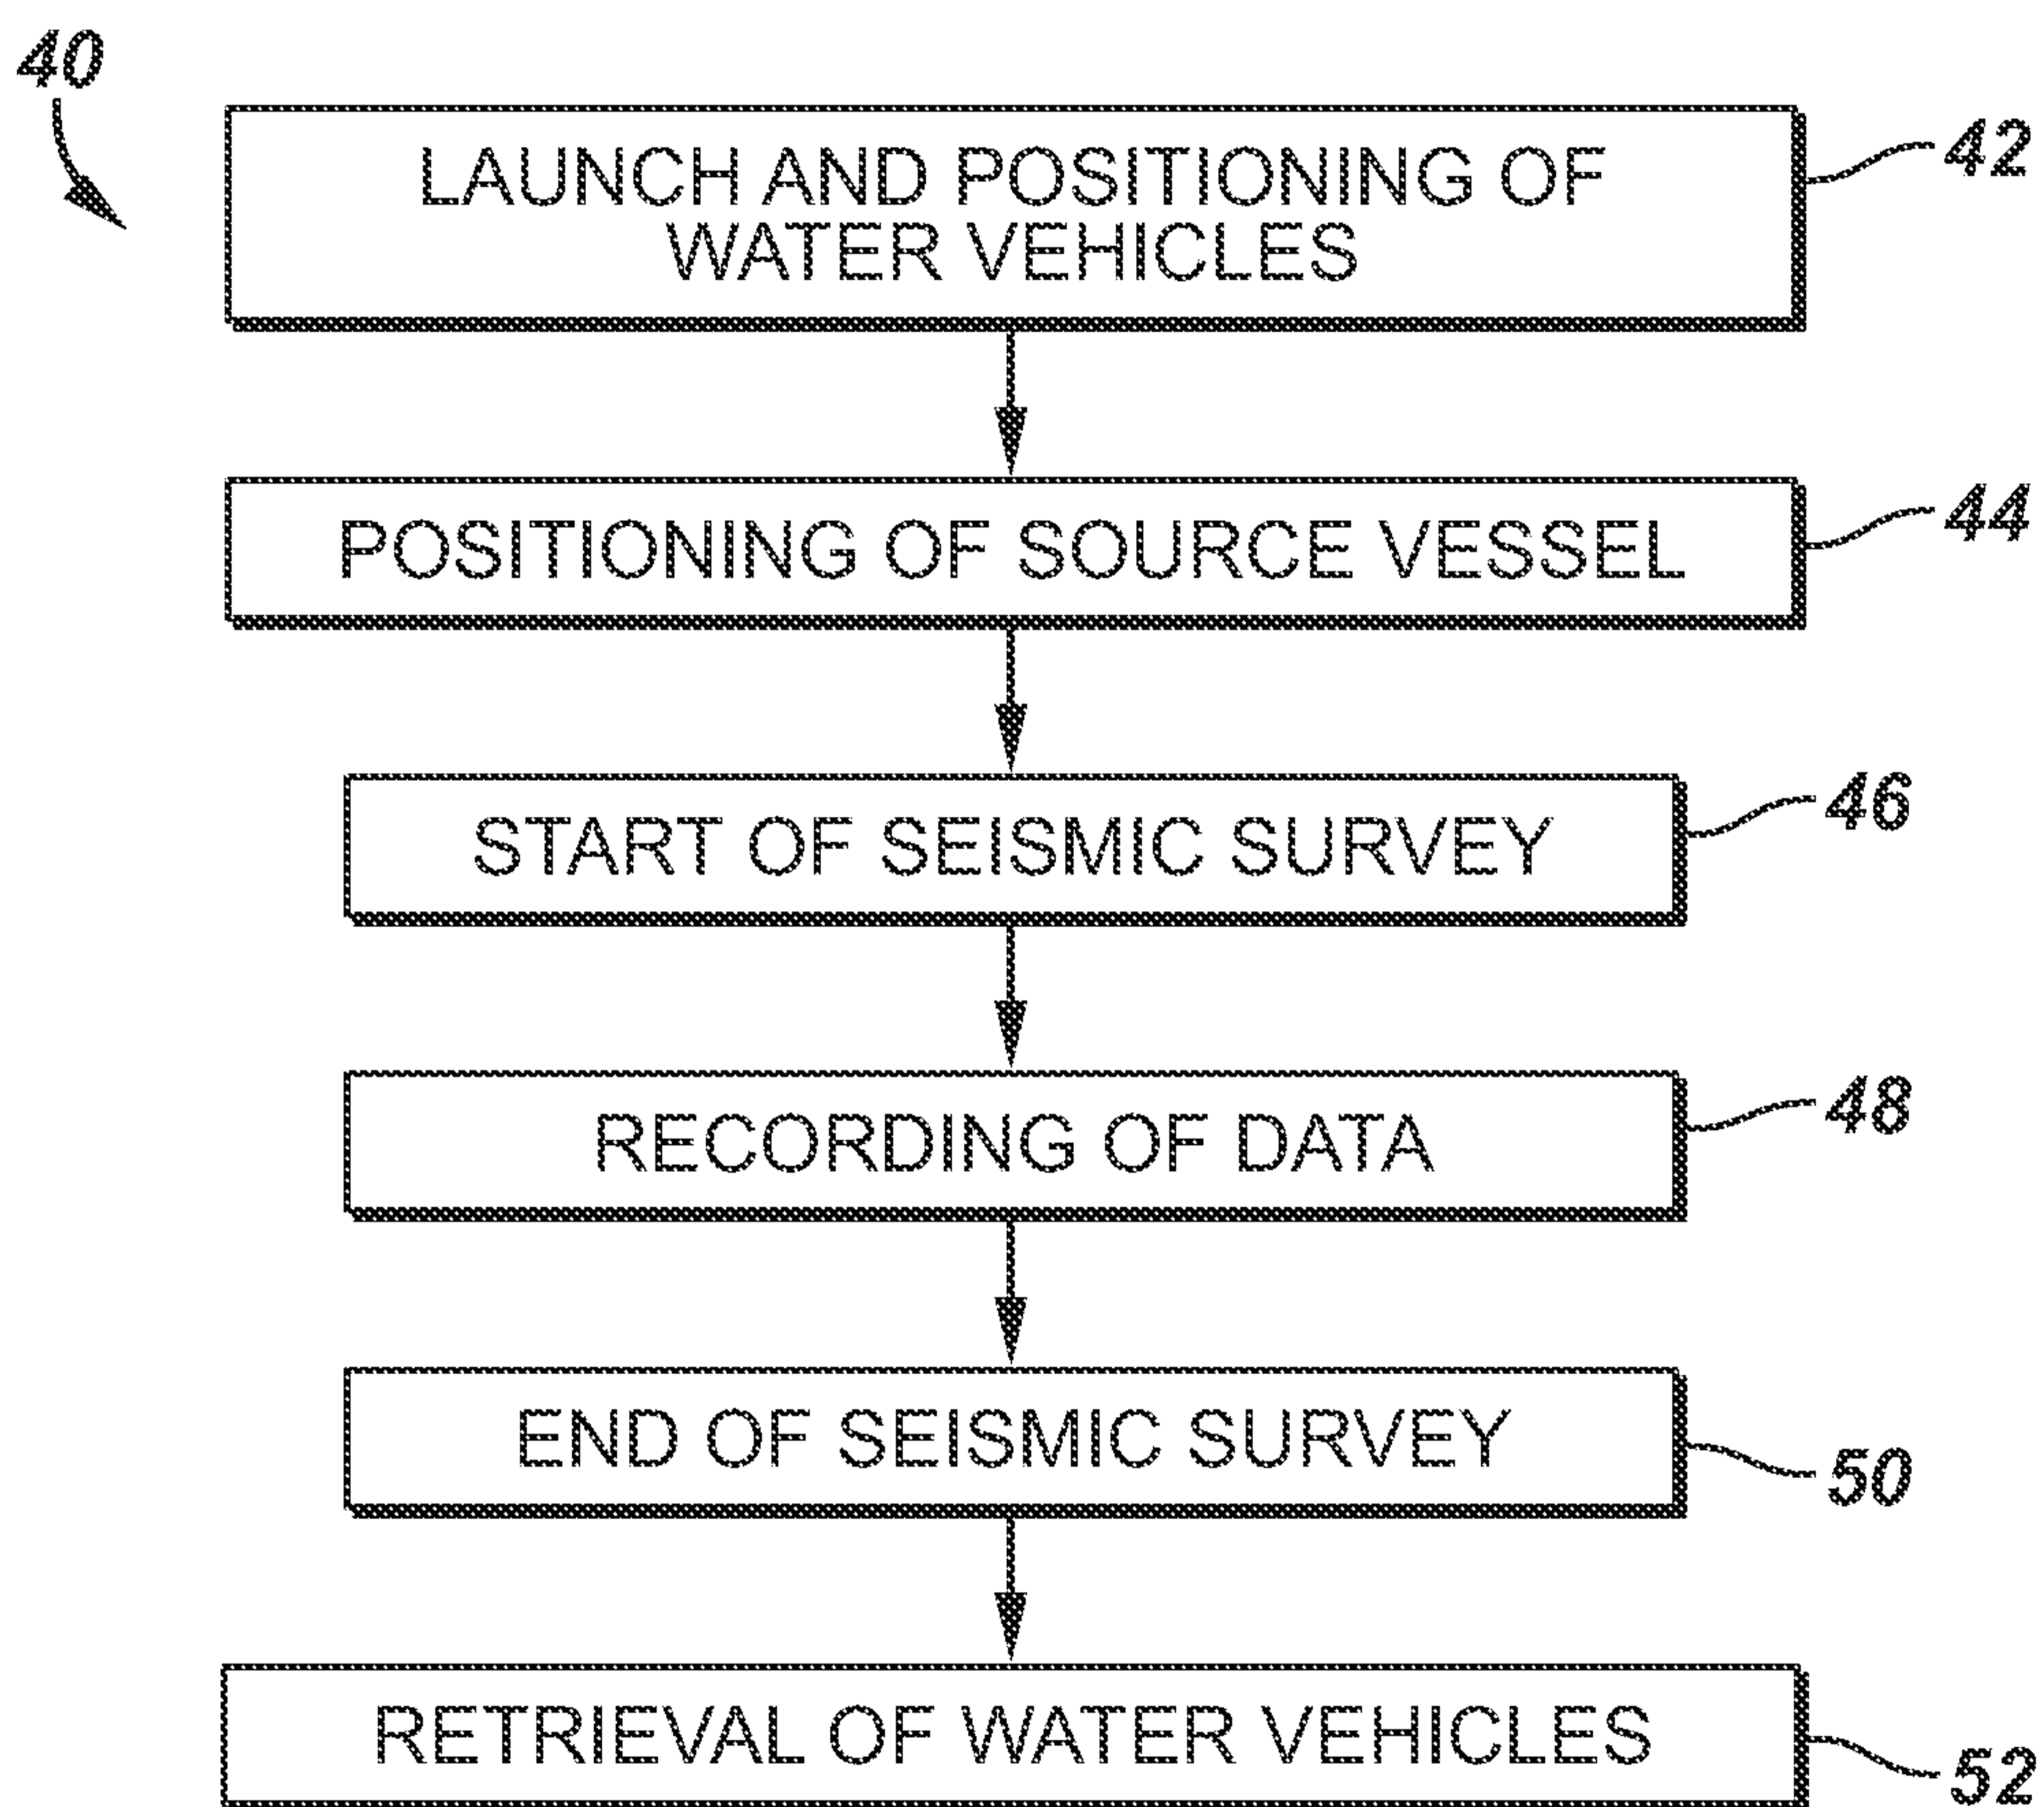 40
LAUNCH AND POSITIONING OF
WATER VEHICLES
42
POSITIONING OF SOURCE VESSEL
44
START OF SEISMIC SURVEY
46
RECORDING OF DATA
48
END OF SEISMIC SURVEY
50
RETRIEVAL OF WATER VEHICLES
52